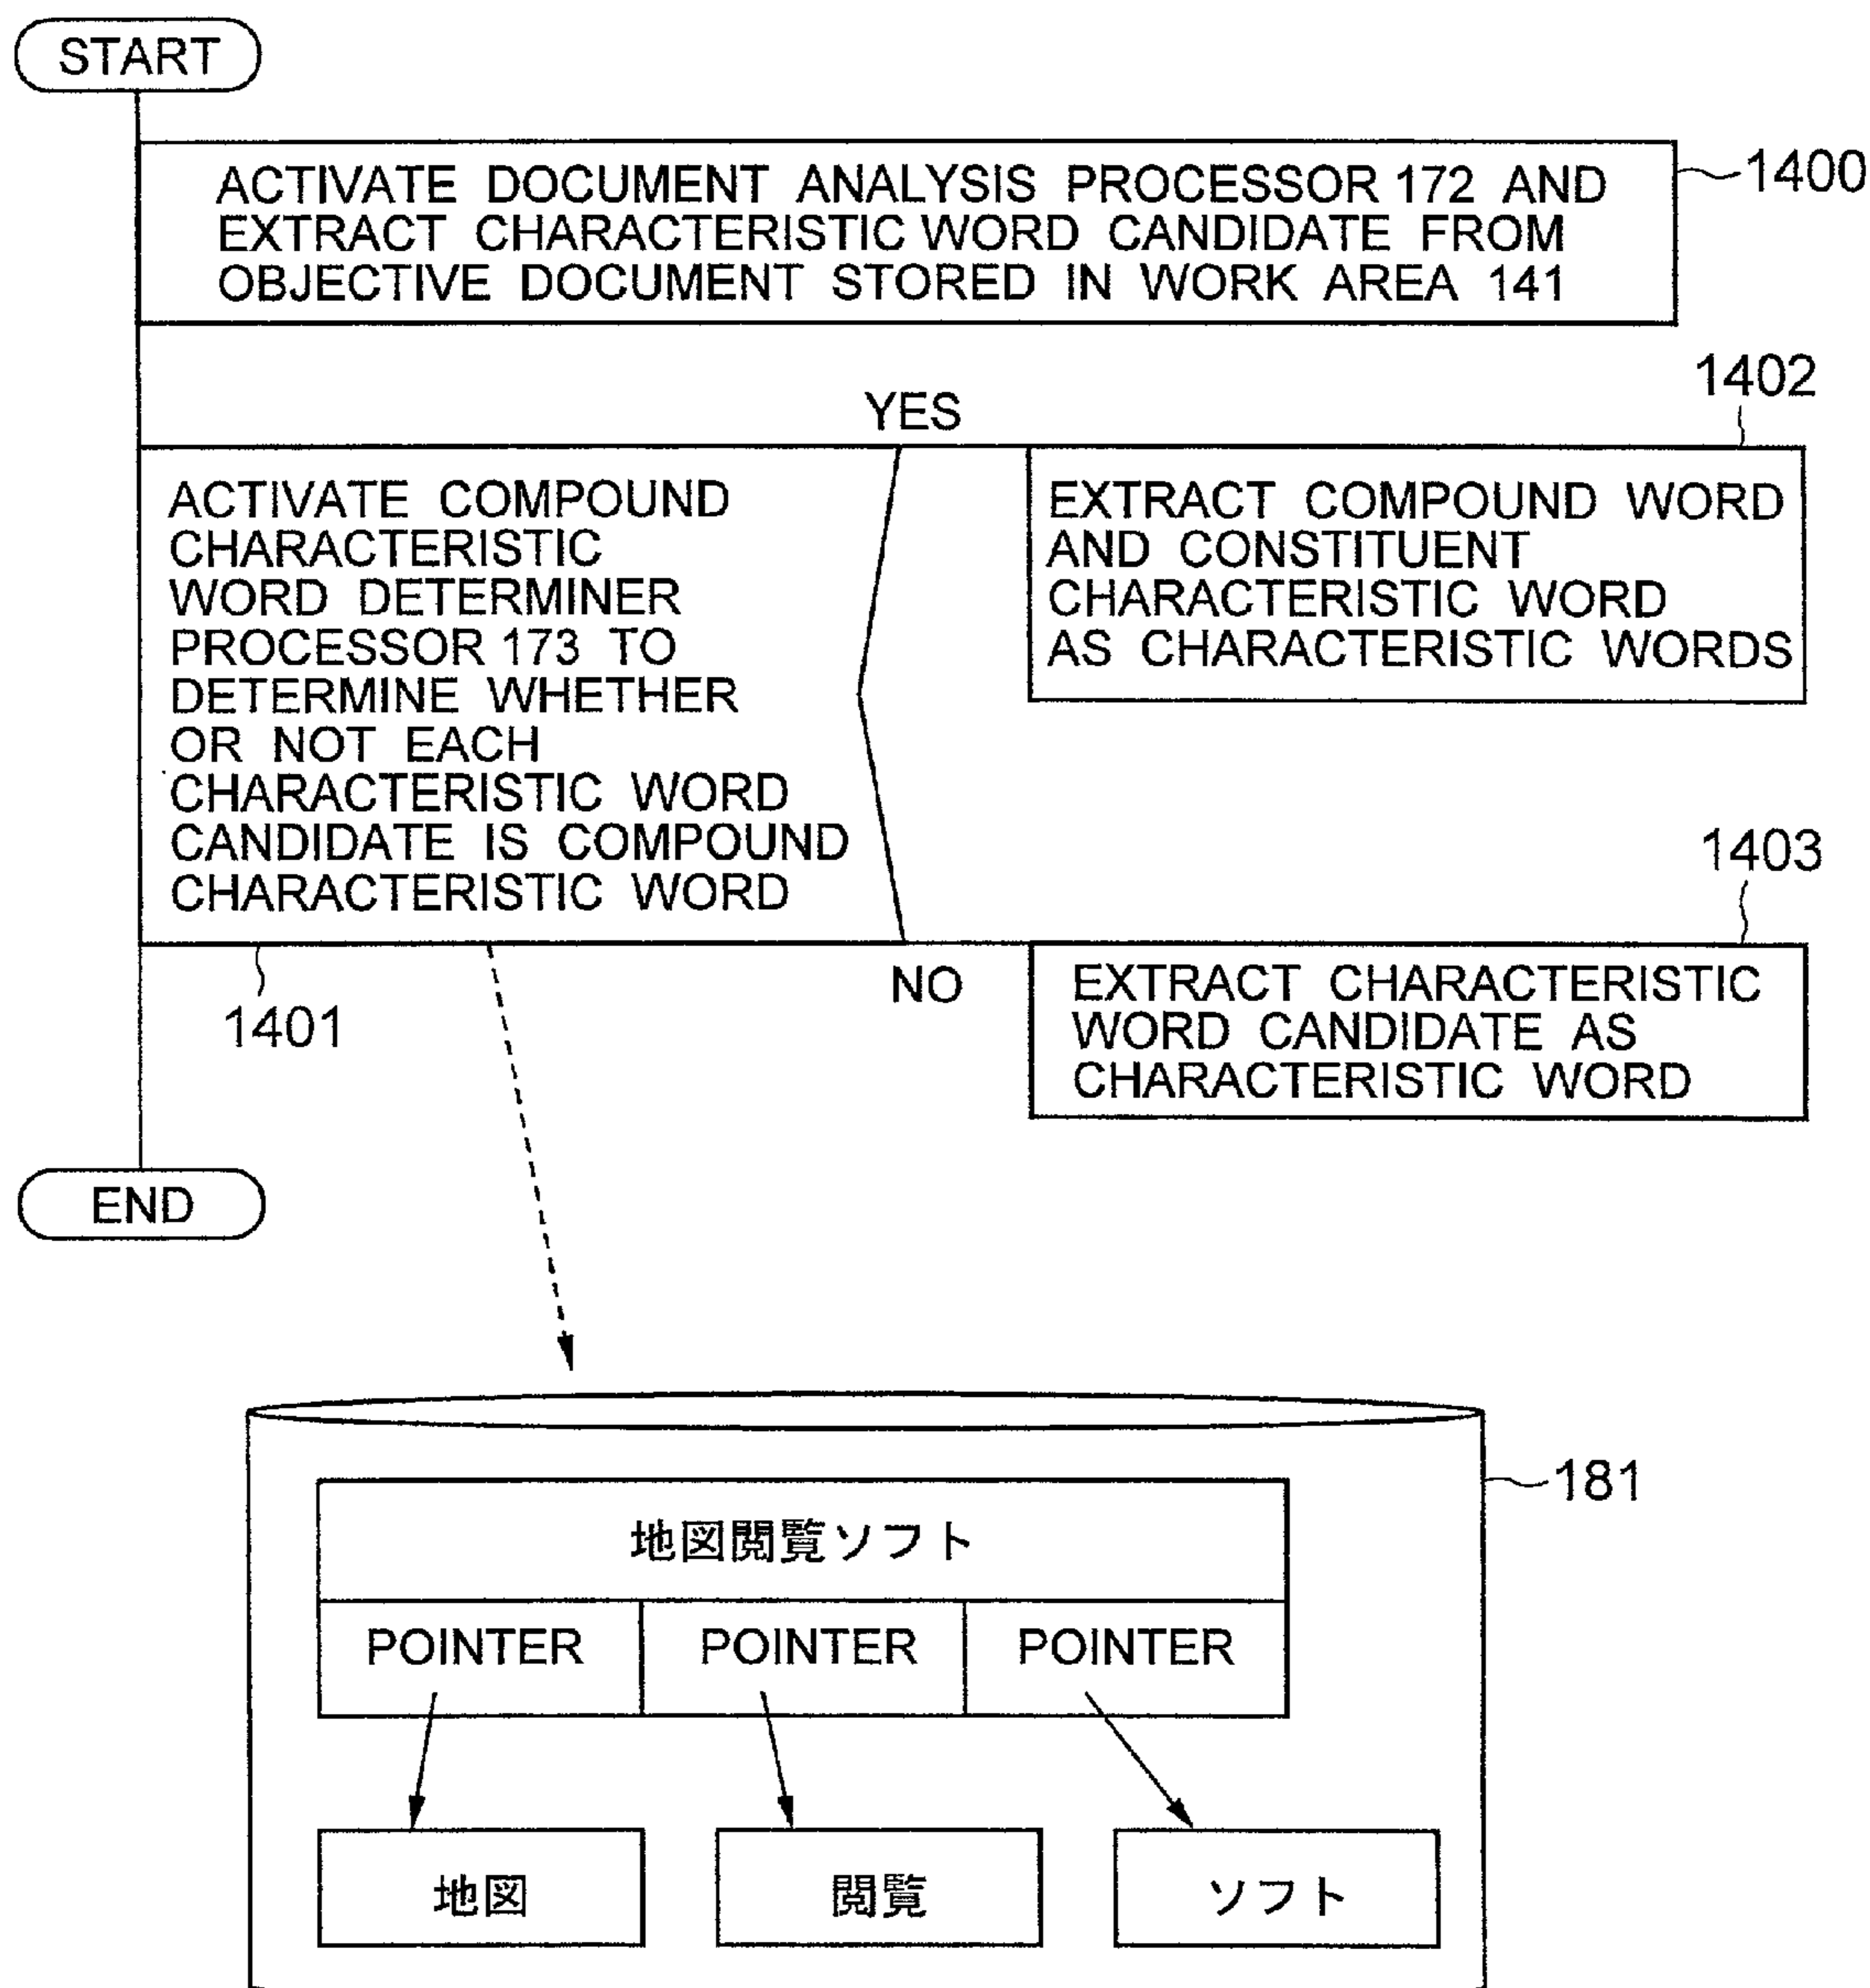 START
ACTIVATE DOCUMENT ANALYSIS PROCESSOR 172 AND
EXTRACT CHARACTERISTIC WORD CANDIDATE FROM
OBJECTIVE DOCUMENT STORED IN WORK AREA 141
1400
YES
1402
ACTIVATE COMPOUND
CHARACTERISTIC
WORD DETERMINER
PROCESSOR 173 TO
DETERMINE WHETHER
OR NOT EACH
CHARACTERISTIC WORD
CANDIDATE IS COMPOUND
CHARACTERISTIC WORD
EXTRACT COMPOUND WORD
AND CONSTITUENT
CHARACTERISTIC WORD
AS CHARACTERISTIC WORDS
1403
1401
NO
EXTRACT CHARACTERISTIC
WORD CANDIDATE AS
CHARACTERISTIC WORD
END
181
地図閲覧ソフト
POINTER POINTER POINTER
地図 閲覧 ソフト